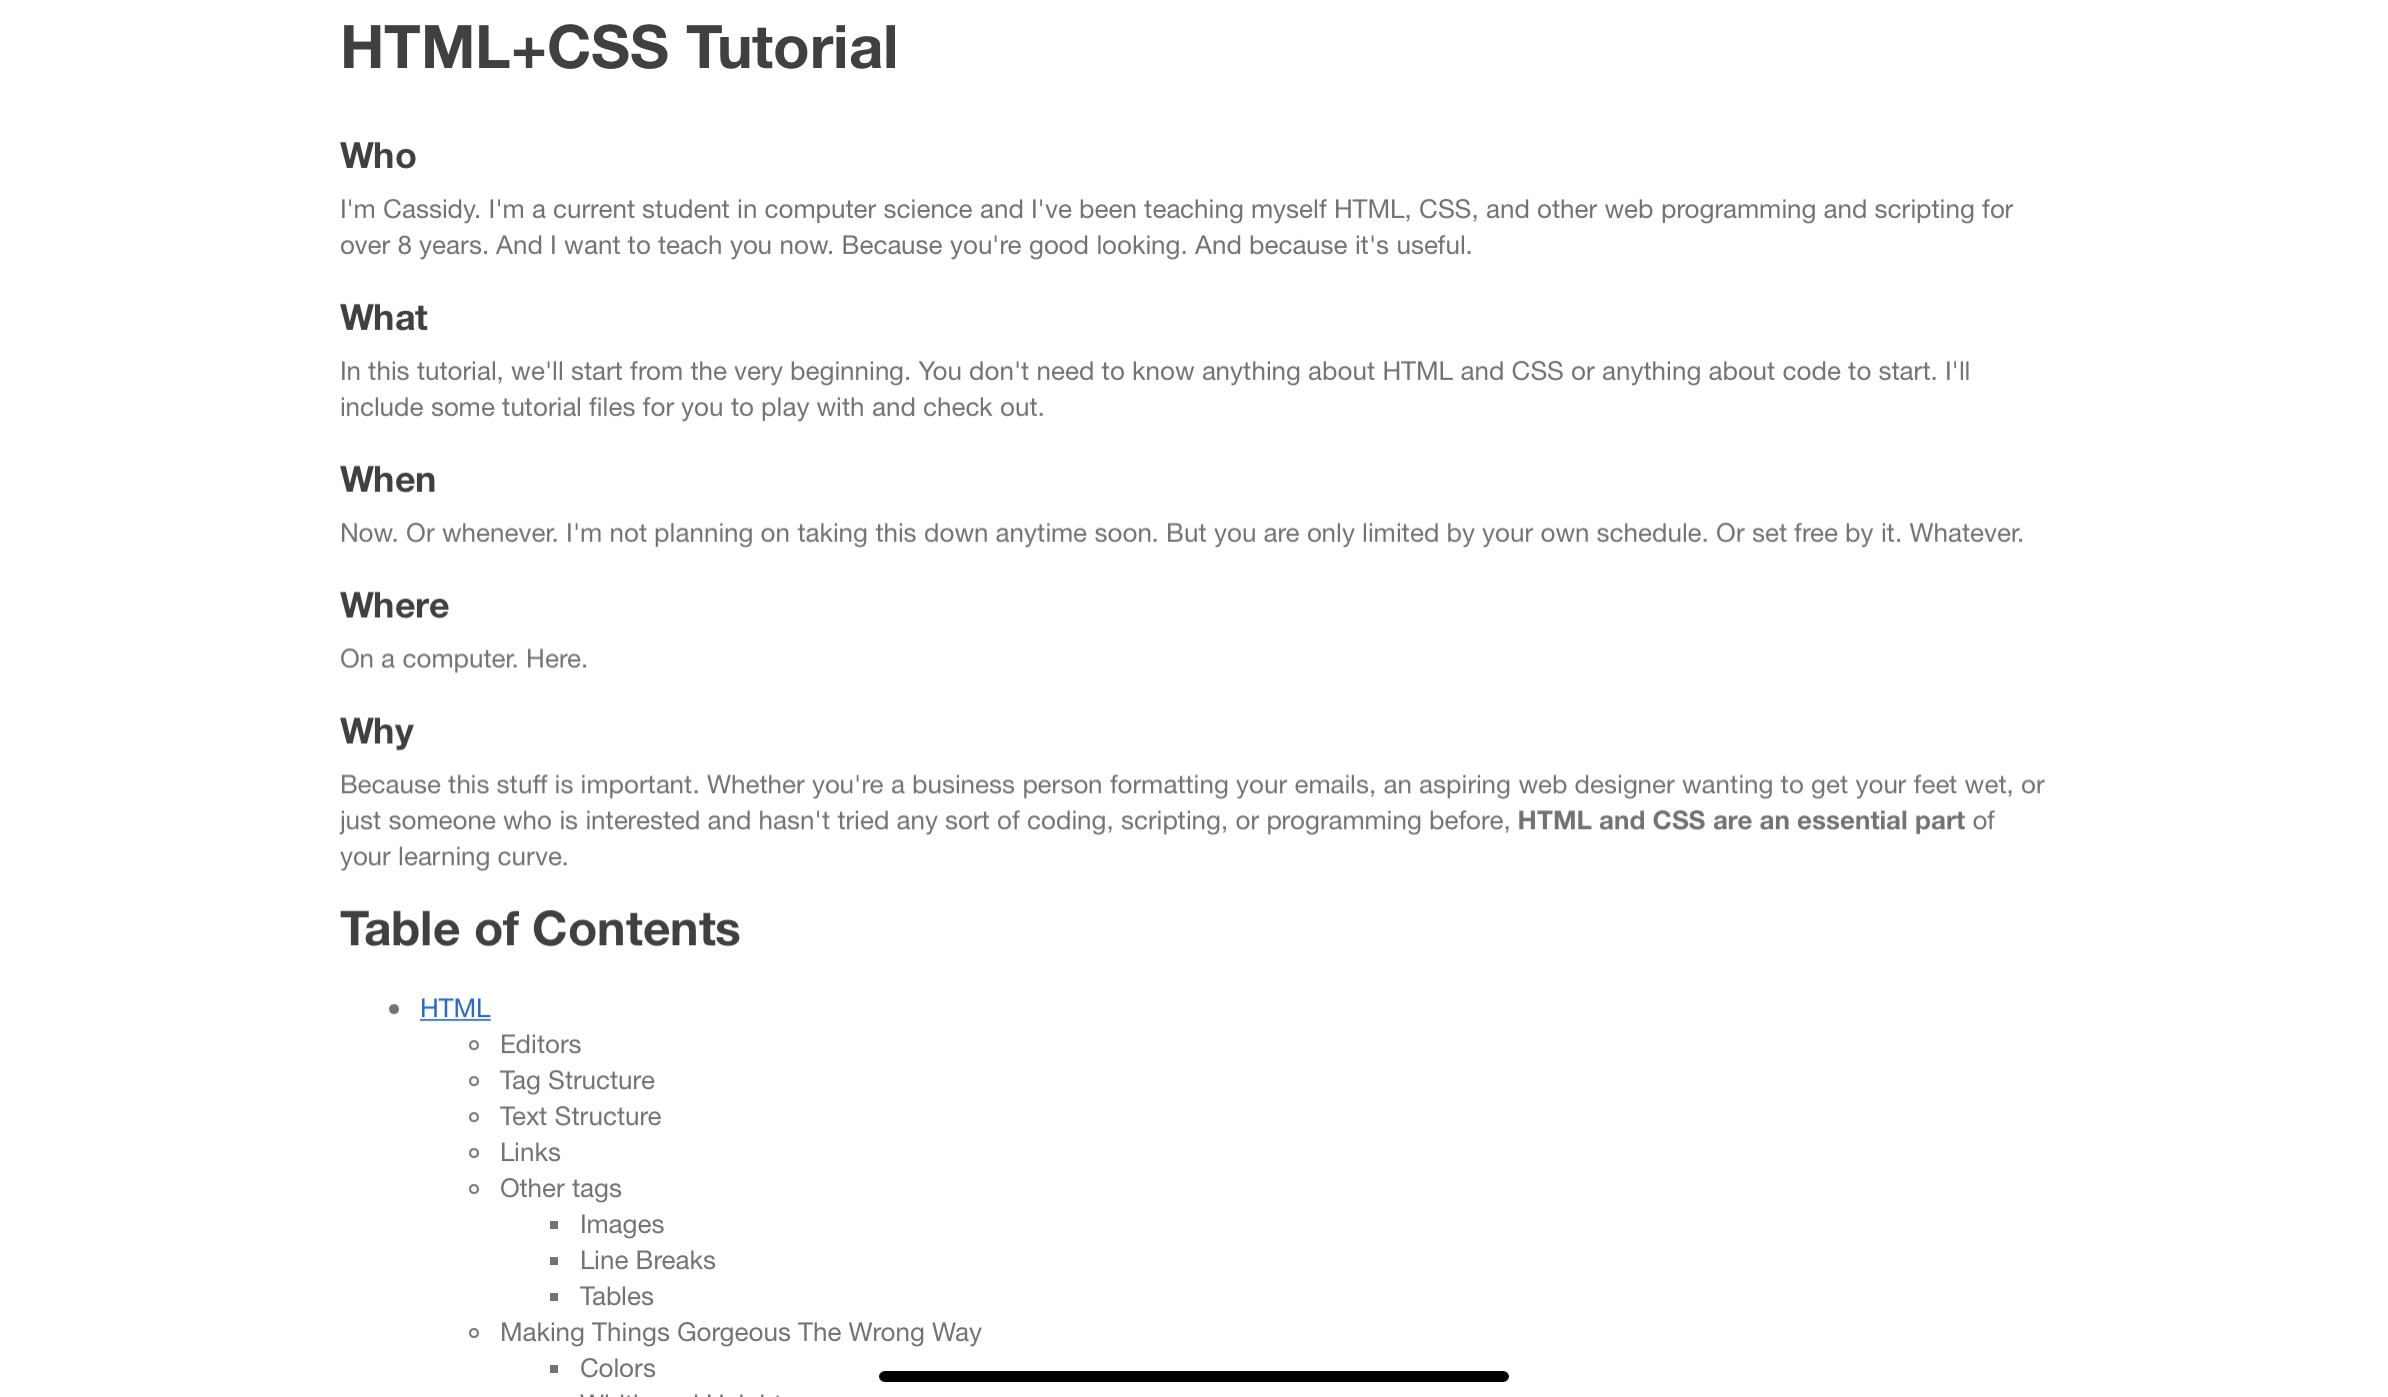 HTML+CSS Tutorial
Who
I'm Cassidy. I'm a current student in computer science and I've been teaching myself HTML, CSS, and other web programming and scripting for
over 8 years. And I want to teach you now. Because you're good looking. And because it's useful.
What
In this tutorial, we'll start from the very beginning. You don't need to know anything about HTML and CSS or anything about code to start. I'll
include some tutorial files for you to play with and check out.
When
Now. Or whenever. I'm not planning on taking this down anytime soon. But you are only limited by your own schedule. Or set free by it. Whatever.
Where
On a computer. Here.
Why
Because this stuff is important. Whether you're a business person formatting your emails, an aspiring web designer wanting to get your feet wet, or
just someone who is interested and hasn't tried any sort of coding, scripting, or programming before, HTML and CSS are an essential part of
your learning curve.
Table of Contents
HTML
Editors
Tag Structure
Text Structure
Links
Other tags
Images
Line Breaks
Tables
Making Things Gorgeous The Wrong Way
Colors